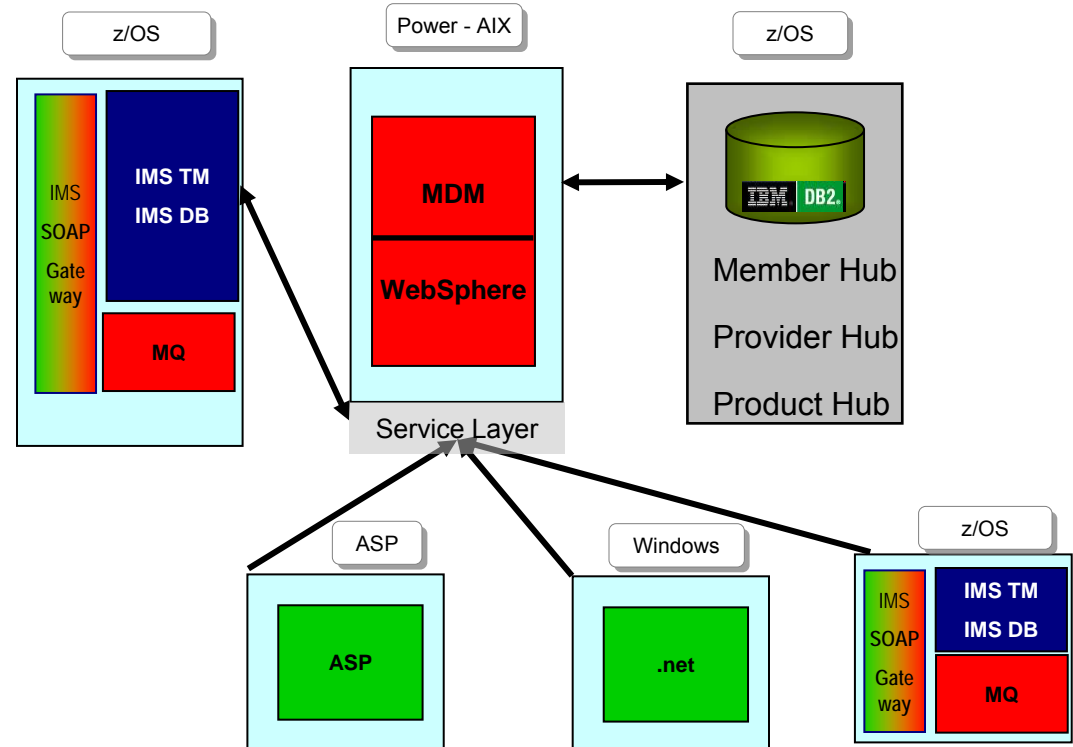 z/OS
Power - AIX
z/OS
IMS
SOAP
Gate
way
IMS TM
IMS DB
MQ
MDM
WebSphere
IBM.
DB2.
Member Hub
Provider Hub
Product Hub
Service Layer
ASP
Windows
z/OS
ASP
.net
IMS
SOAP
Gate
way
IMS TM
IMS DB
MQ